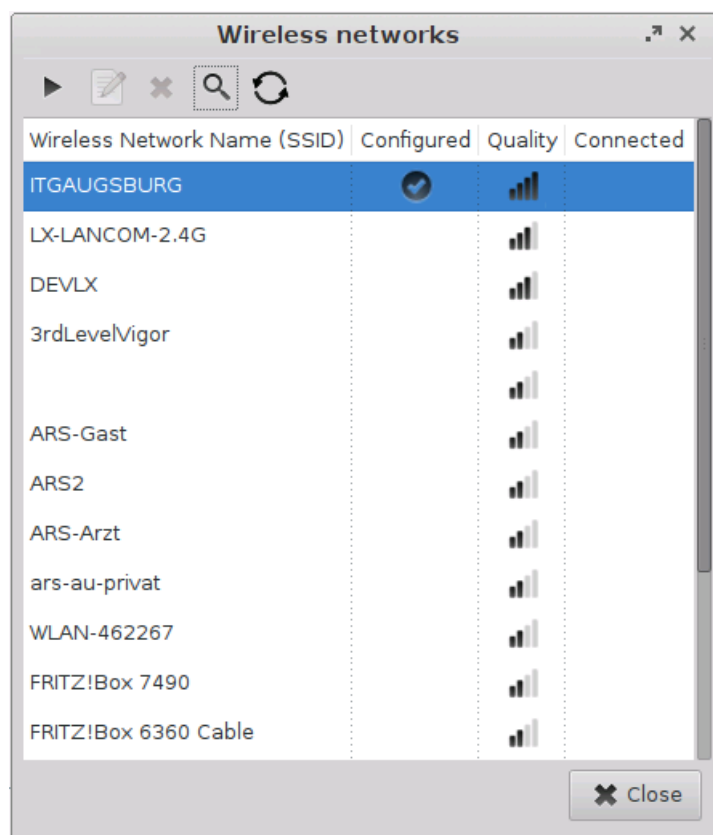 Wireless networks
Wireless Network Name (SSID) Configured Quality Connected
ITGAUGSBURG
LX-LANCOM-2.4G
DEVLX
3rdLevelVigor
ARS-Gast
ARS2
ARS-Arzt
ars-au-privat
WLAN-462267
FRITZ!Box 7490
FRITZ!Box 6360 Cable
Close